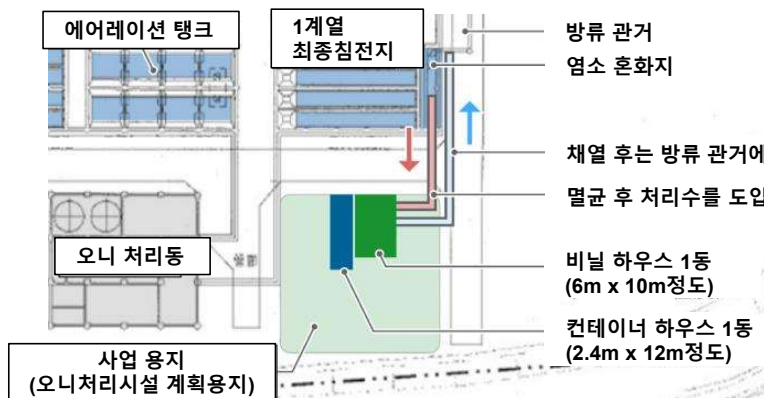 에어레이션 탱크
1계열
최종침전지
방류 관거
염소 혼화지
채열 후는 방류 관거에
멸균 후 처리수를 도입
오니 처리동
비닐 하우스 1동
(6m x 10m정도)
컨테이너 하우스 1동
(2.4m x 12m정도)
사업 용지
(오니처리시설 계획용지)